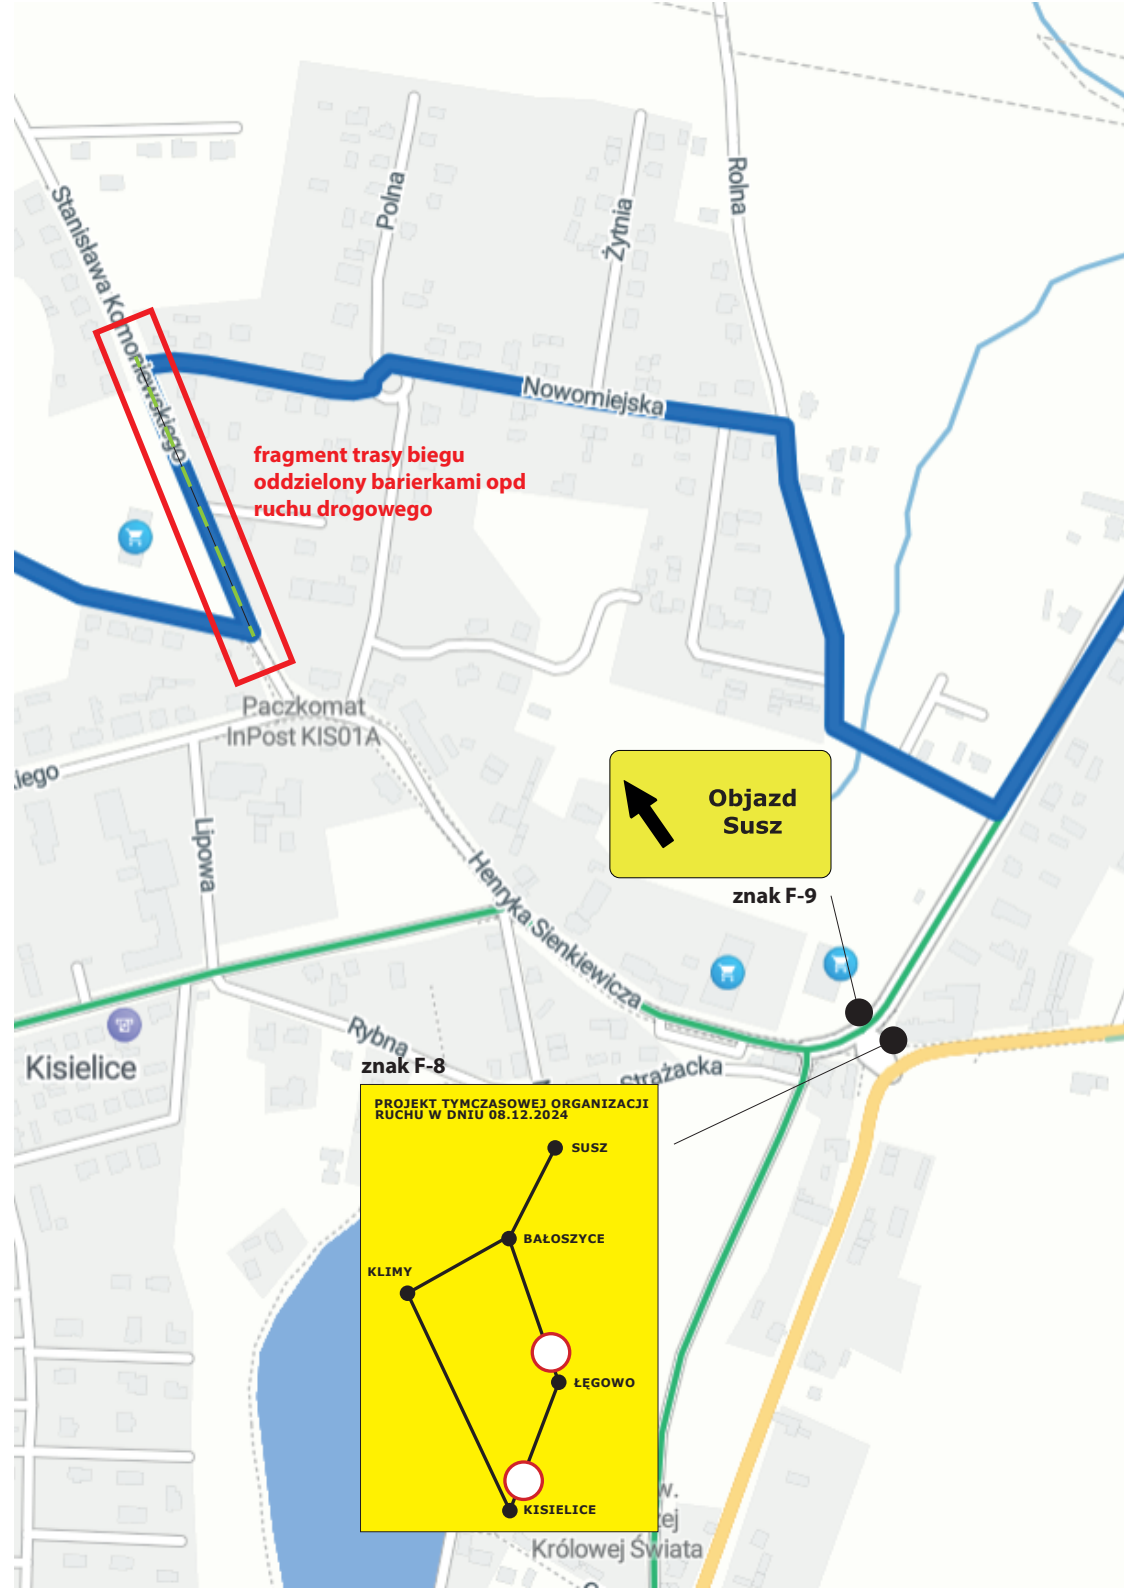 Rolna
Polna
Żytnia
Stanisława Komoniewskiego
Nowomiejska
fragment trasy biegu
oddzielony barierkami opd
ruchu drogowego
Paczkomat
InPost KIS01A
Lipowa
Objazd
Susz
znak F-9
Henryka Sienkiewicza
Rybna
Kisielice
Strażacka
znak F-8
PROJEKT TYMCZASOWEJ ORGANIZACJI
RUCHU W DNIU 08.12.2024
SUSZ
BAŁOSZYCE
KLIMY
ŁĘGOWO
KISIELICE
Królowej Świata